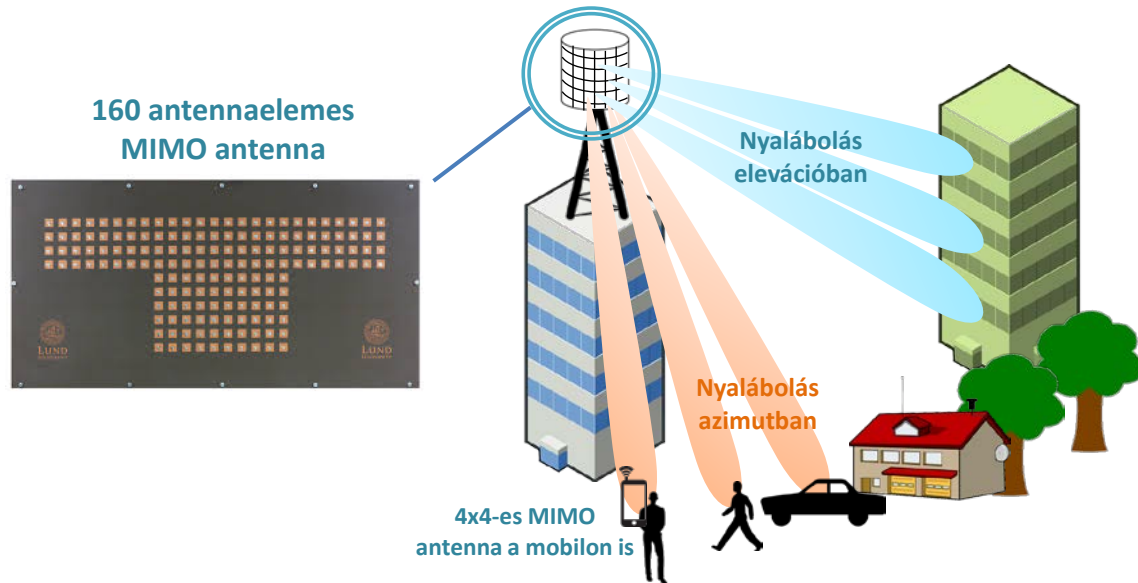 160 antennaelemes
MIMO antenna
Nyalábolás
elevációban
Nyalábolás
azimutban
4x4-es MIMO
antenna a mobilon is
LUND
LUND